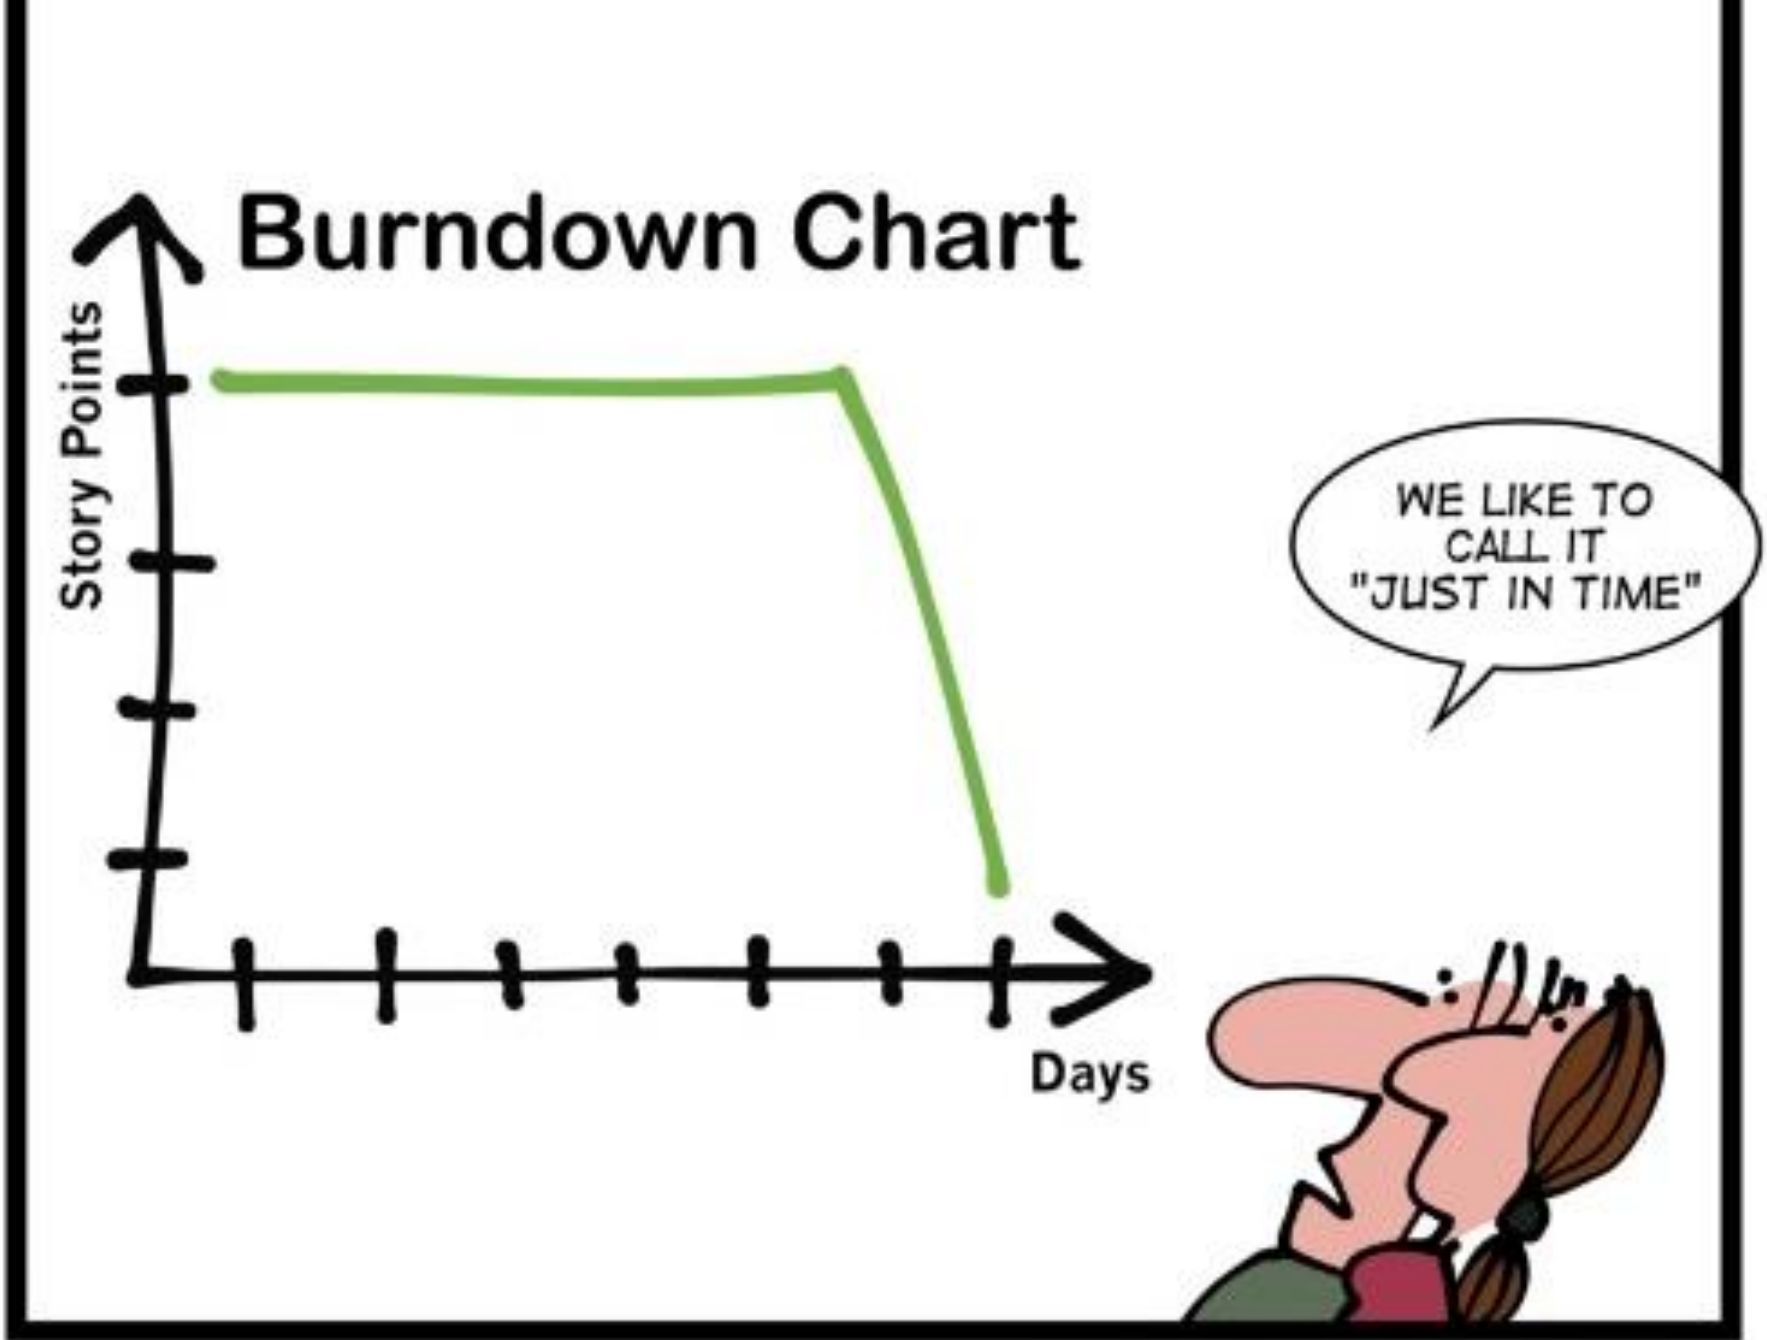 Burndown Chart
Story Points
WE LIKE TO
CALL IT
"JUST IN TIME"
Days